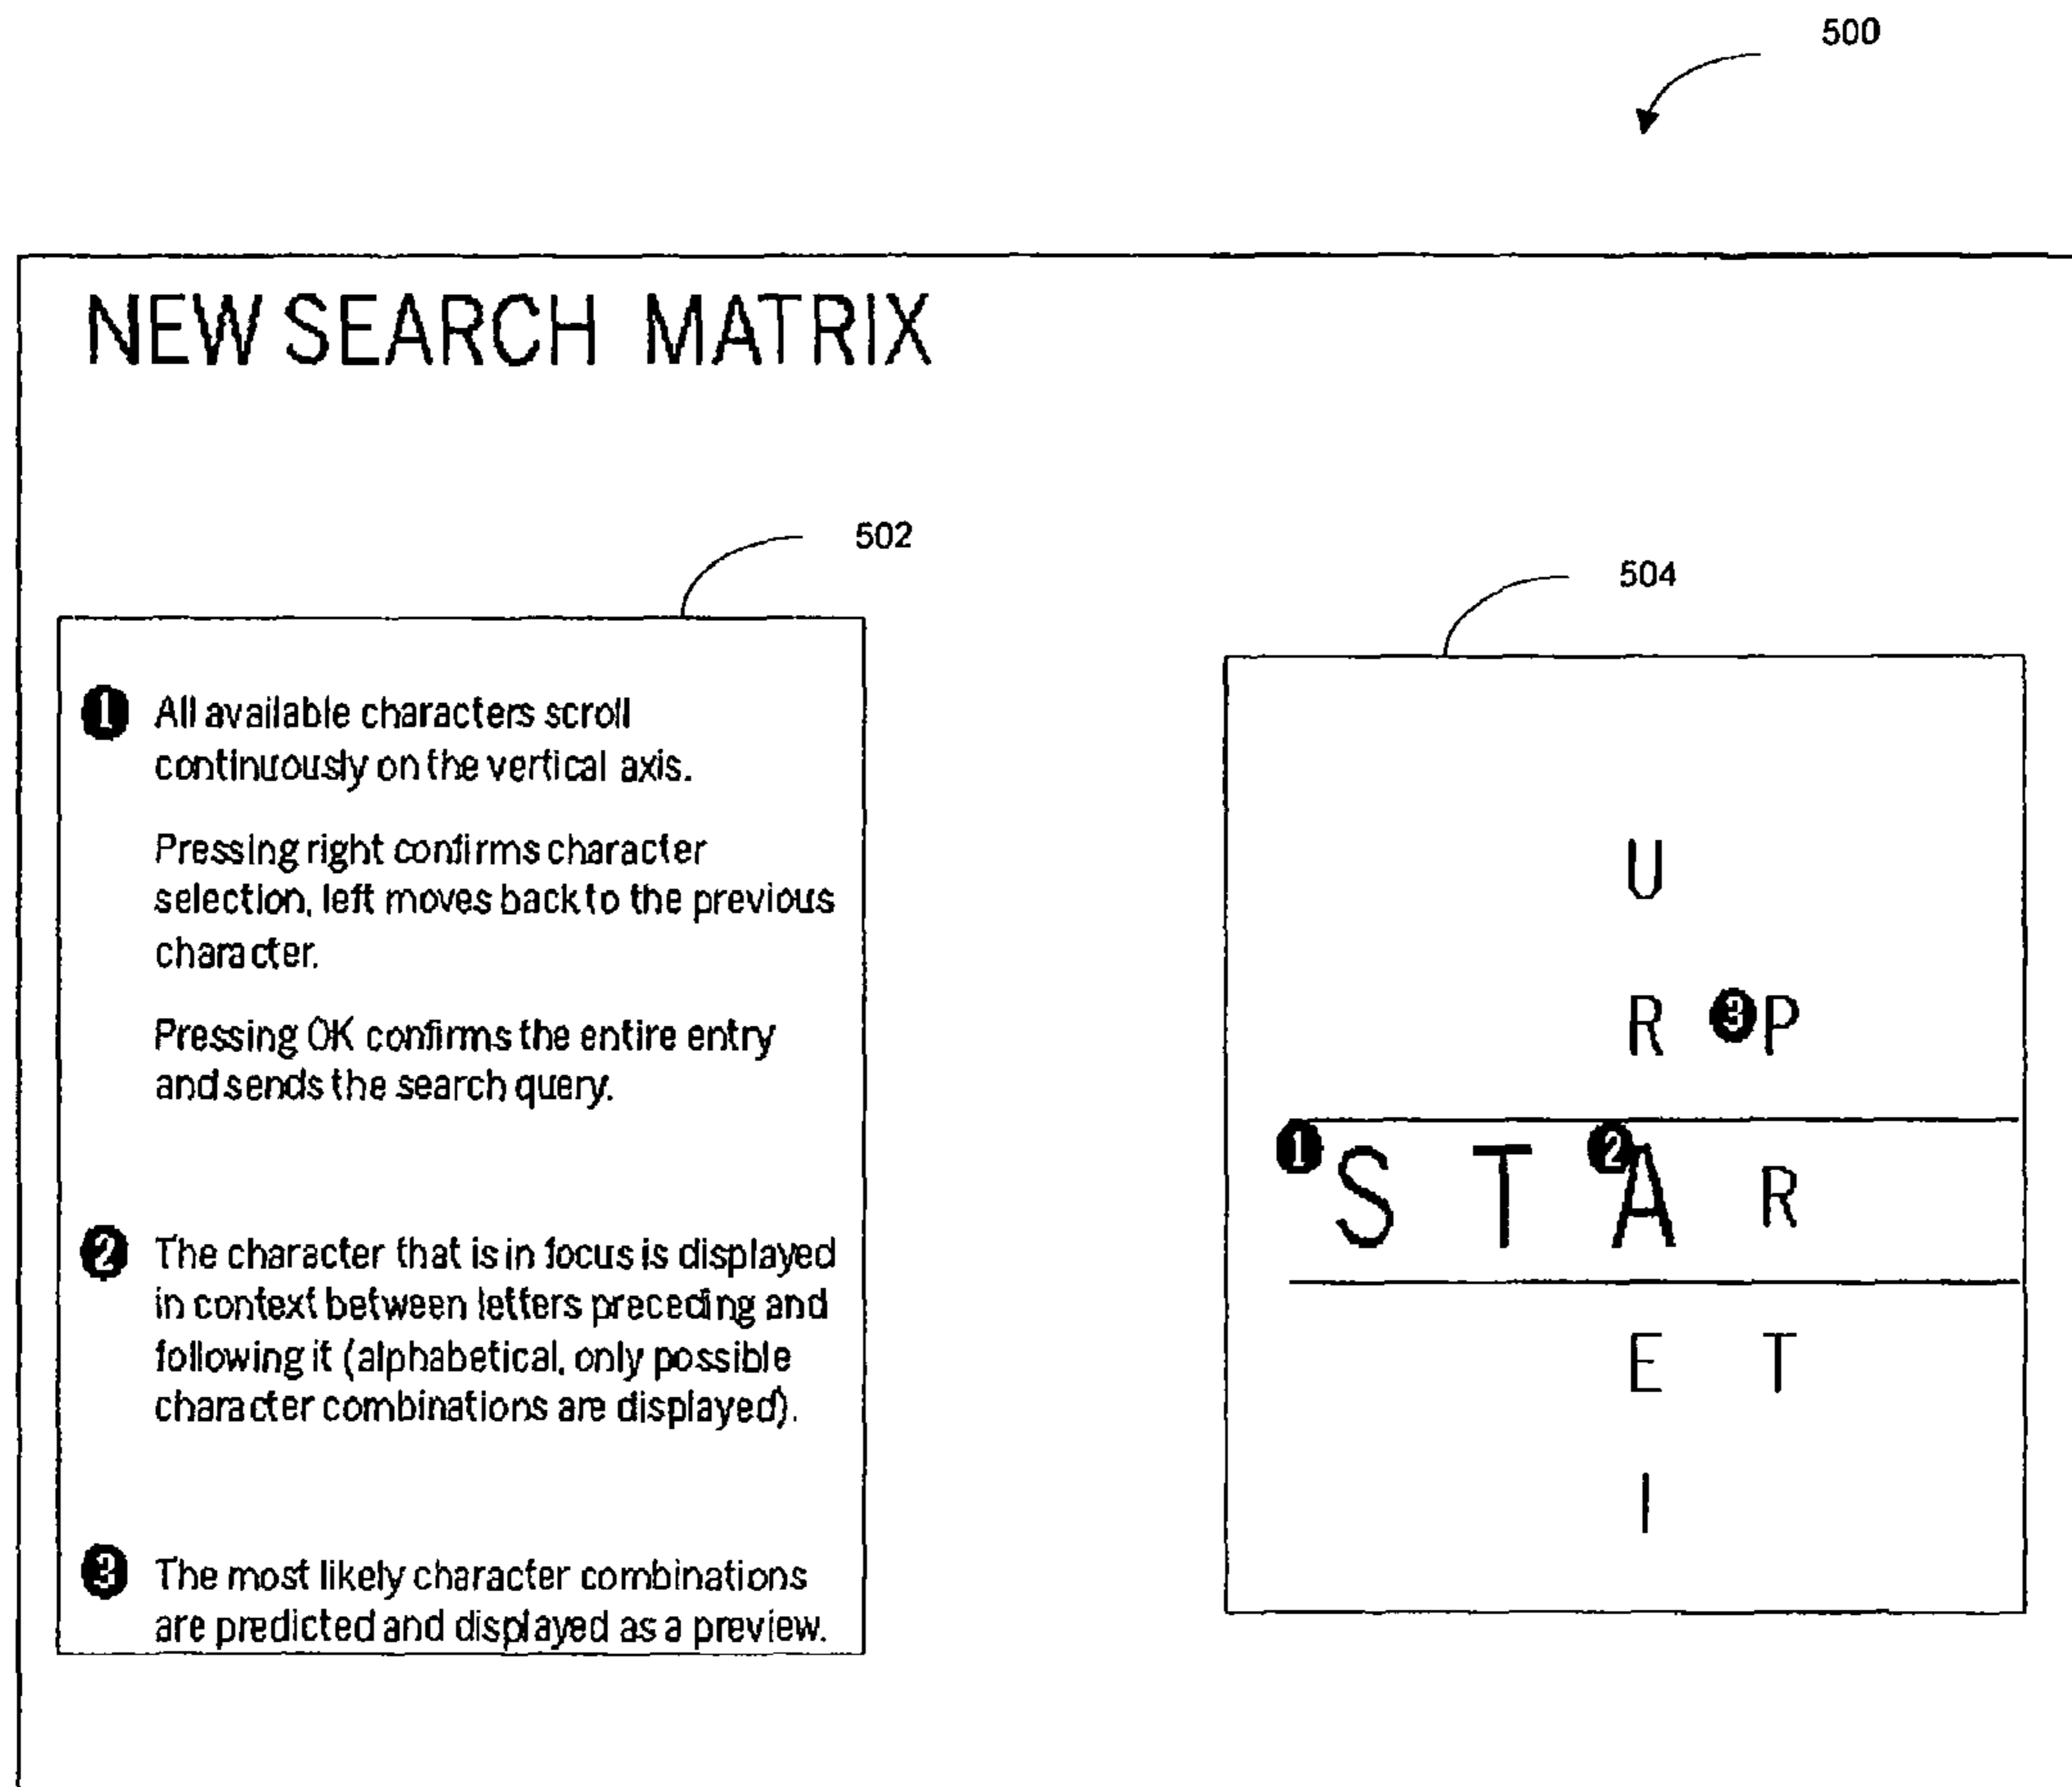 500
NEW SEARCH MATRIX
502
504
1 All available characters scroll
continuously on the vertical axis.
Pressing right confirms character
selection, left moves back to the previous
character.
Pressing OK confirms the entire entry
and sends the search query.
2 The character that is in focus is displayed
in context between letters preceding and
following it (alphabetical, only possible
character combinations are displayed).
3 The most likely character combinations
are predicted and displayed as a preview.
U
R 3 P
1 S T 2 A R
E T
I